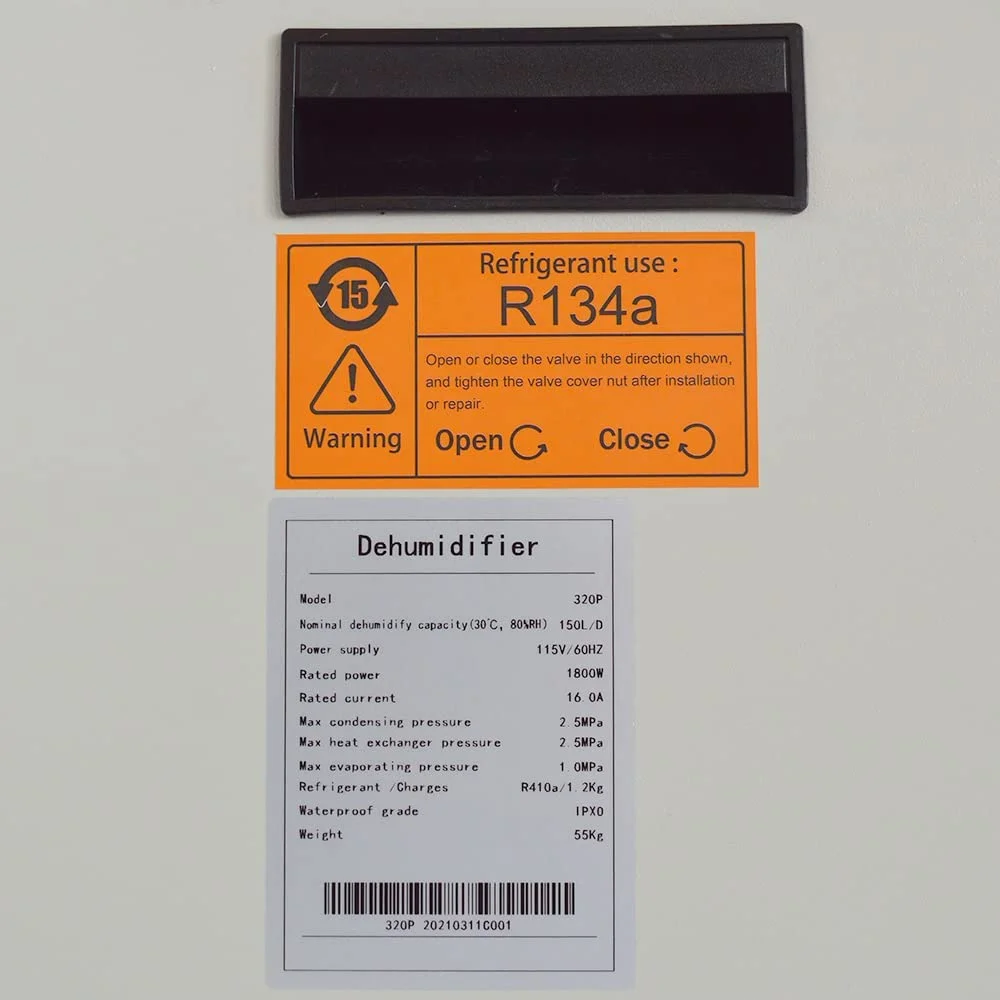 15
Warning
Refrigerant use :
R134a
Open or close the valve in the direction shown,
and tighten the valve cover nut after installation
or repair.
Open Close
Dehumidifier
Model 320P
Nominal dehumidify capacity(30℃, 80%RH) 150L/D
Power supply 115V/60HZ
Rated power 1800W
Rated current 16.0A
Max condensing pressure 2.5MPa
Max heat exchanger pressure 2.5MPa
Max evaporating pressure 1.0MPa
Refrigerant /Charges R410a/1.2Kg
Waterproof grade IPX0
Weight 55Kg
320P 20210311C001